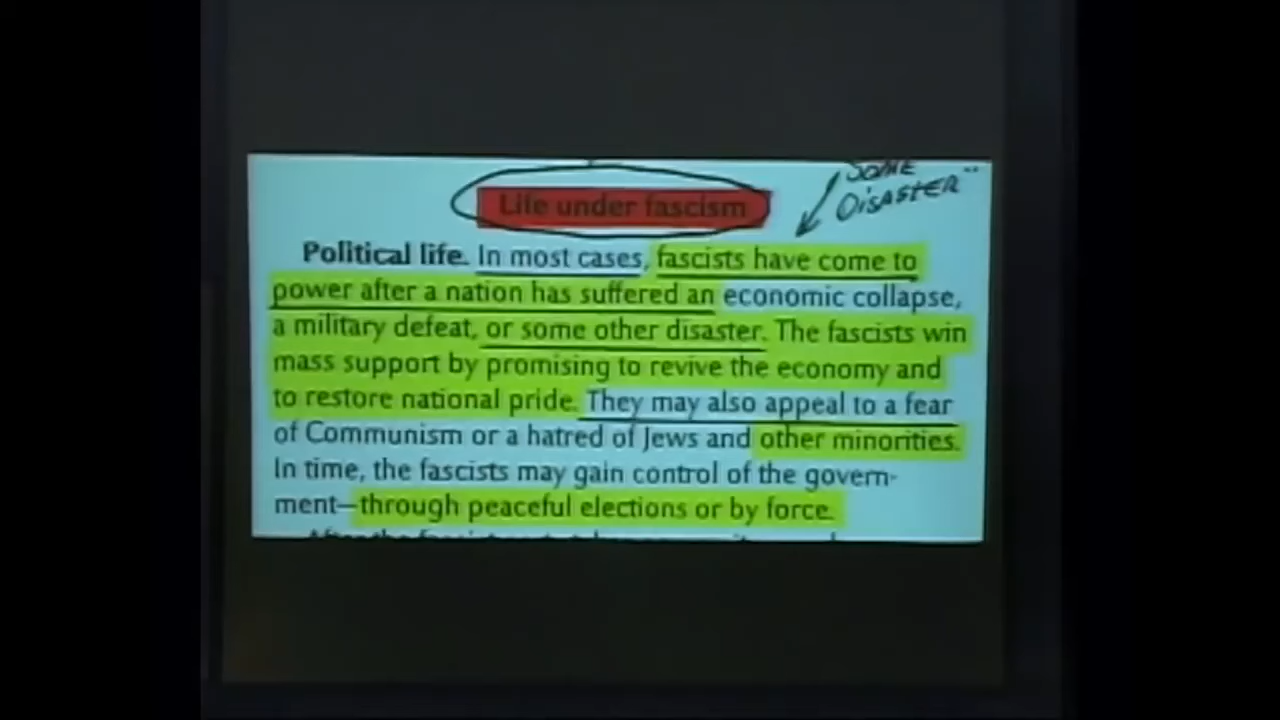 SOME
DISASTER"
Life under fascism
Political life. In most cases, fascists have come to
power after a nation has suffered an economic collapse,
a military defeat, or some other disaster. The fascists win
mass support by promising to revive the economy and
to restore national pride. They may also appeal to a fear
of Communism or a hatred of Jews and other minorities.
In time, the fascists may gain control of the govern-
ment—through peaceful elections or by force.